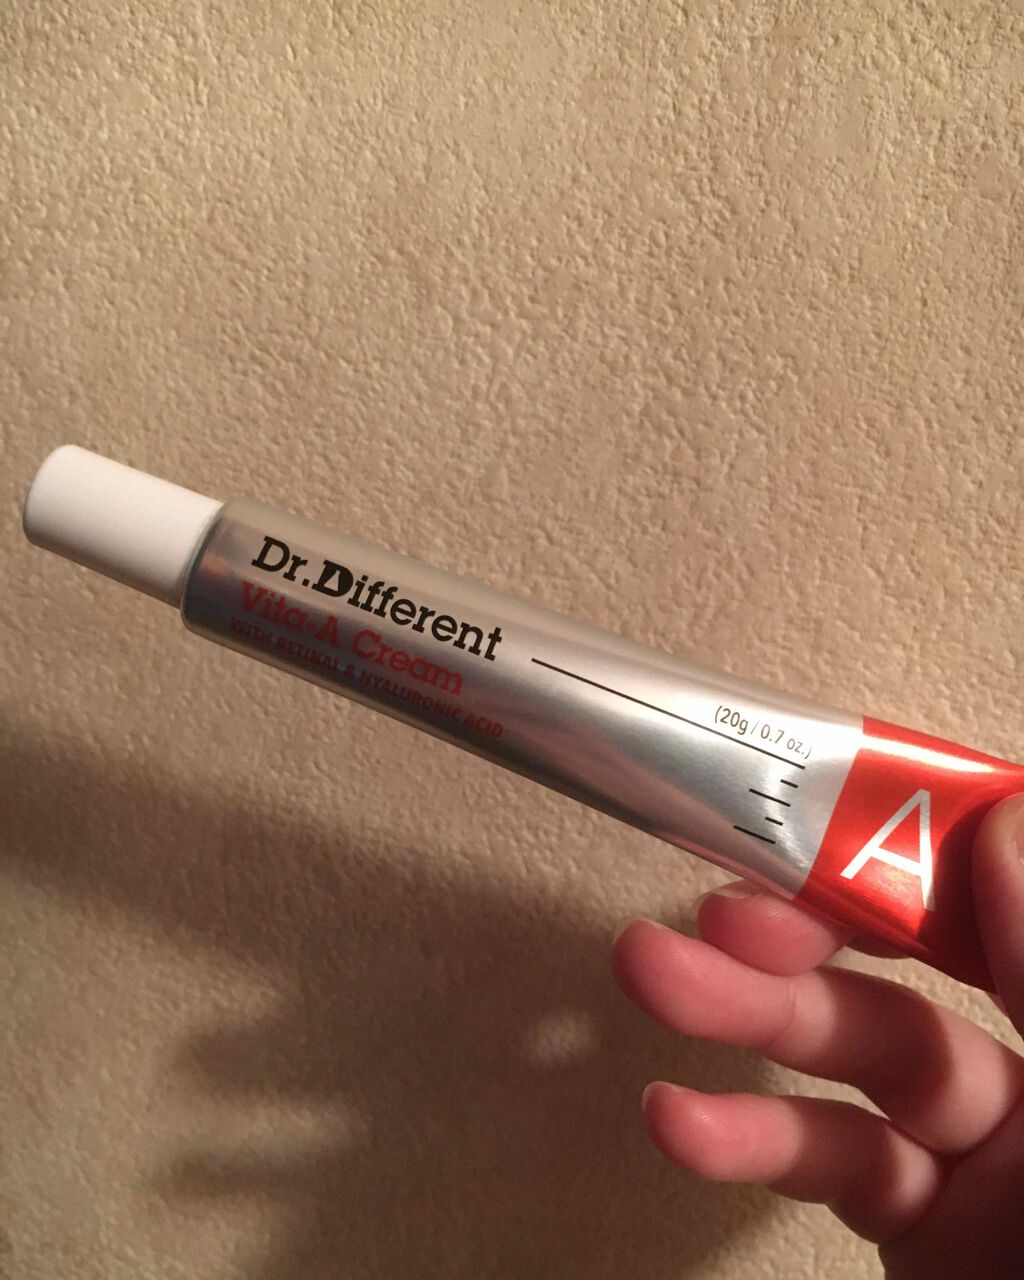 Dr.Different
Vita-A Cream
WITH RETINAL & HYALURONIC ACID
(20g / 0.7 oz.)
A